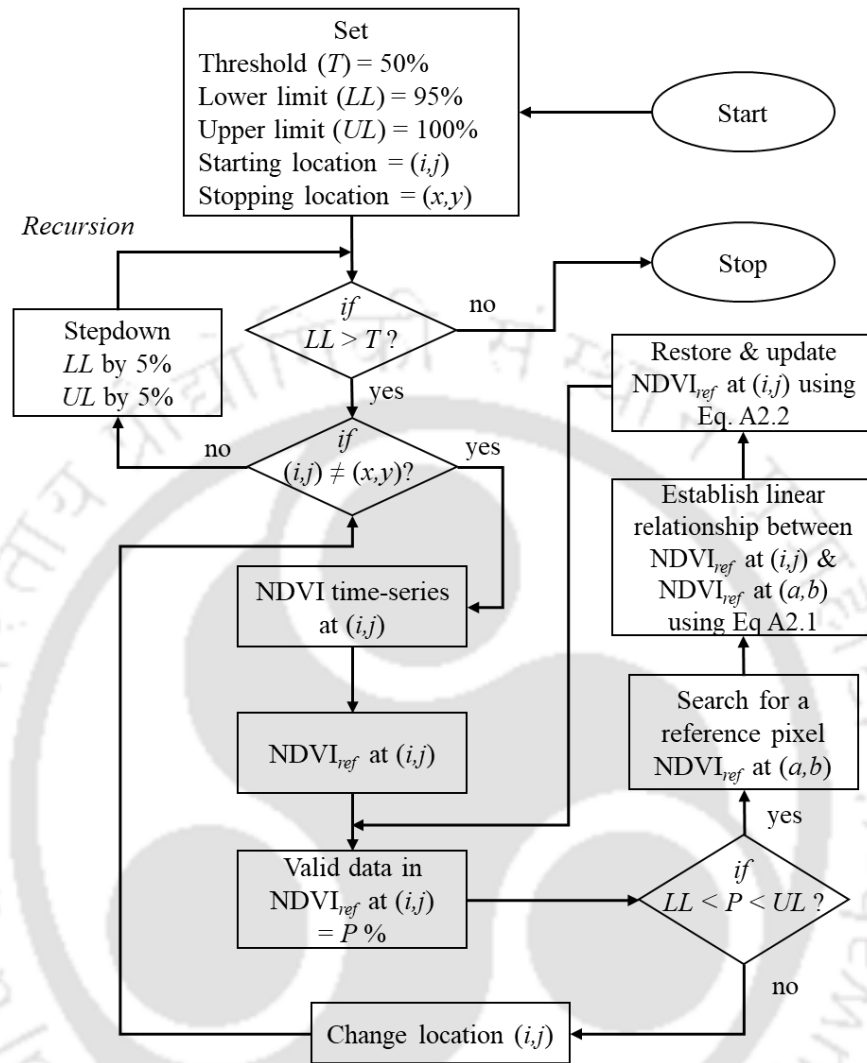 Set
Threshold (T) = 50%
Lower limit (LL) = 95%
Upper limit (UL) = 100%
Starting location = (i,j)
Stopping location = (x,y)
Start
Recursion
Stop
if
LL > T ?
no
yes
Stepdown
LL by 5%
UL by 5%
no
if
(i,j) ≠ (x,y)?
yes
Restore & update
NDVIref at (i,j) using
Eq. A2.2
Establish linear
relationship between
NDVIref at (i,j) &
NDVIref at (a,b)
using Eq A2.1
NDVI time-series
at (i,j)
NDVIref at (i,j)
Search for a
reference pixel
NDVIref at (a,b)
yes
Valid data in
NDVIref at (i,j)
= P %
if
LL < P < UL ?
no
Change location (i,j)